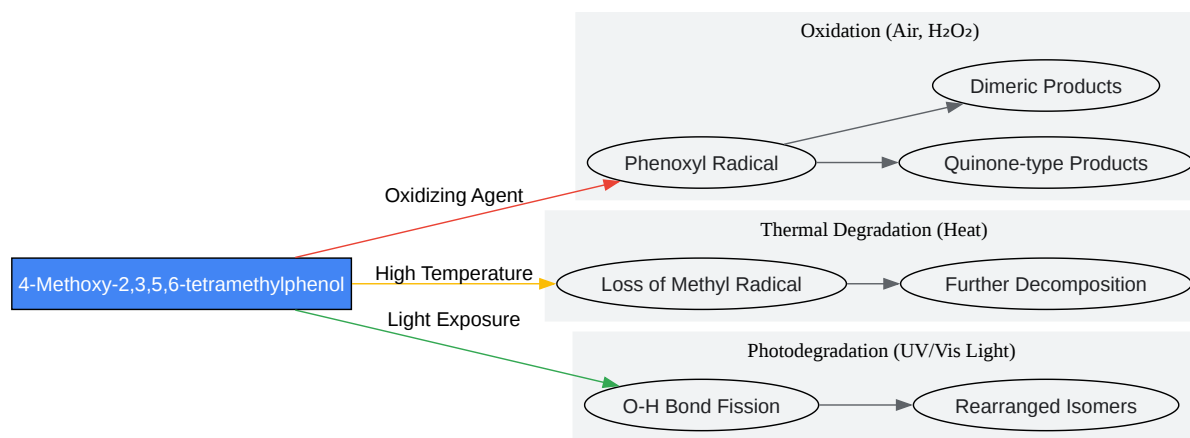 Oxidation (Air, H₂O₂)
Dimeric Products
Phenoxyl Radical
Quinone-type Products
Oxidizing Agent
Thermal Degradation (Heat)
4-Methoxy-2,3,5,6-tetramethylphenol
High Temperature
Loss of Methyl Radical
Further Decomposition
Light Exposure
Photodegradation (UV/Vis Light)
O-H Bond Fission
Rearranged Isomers